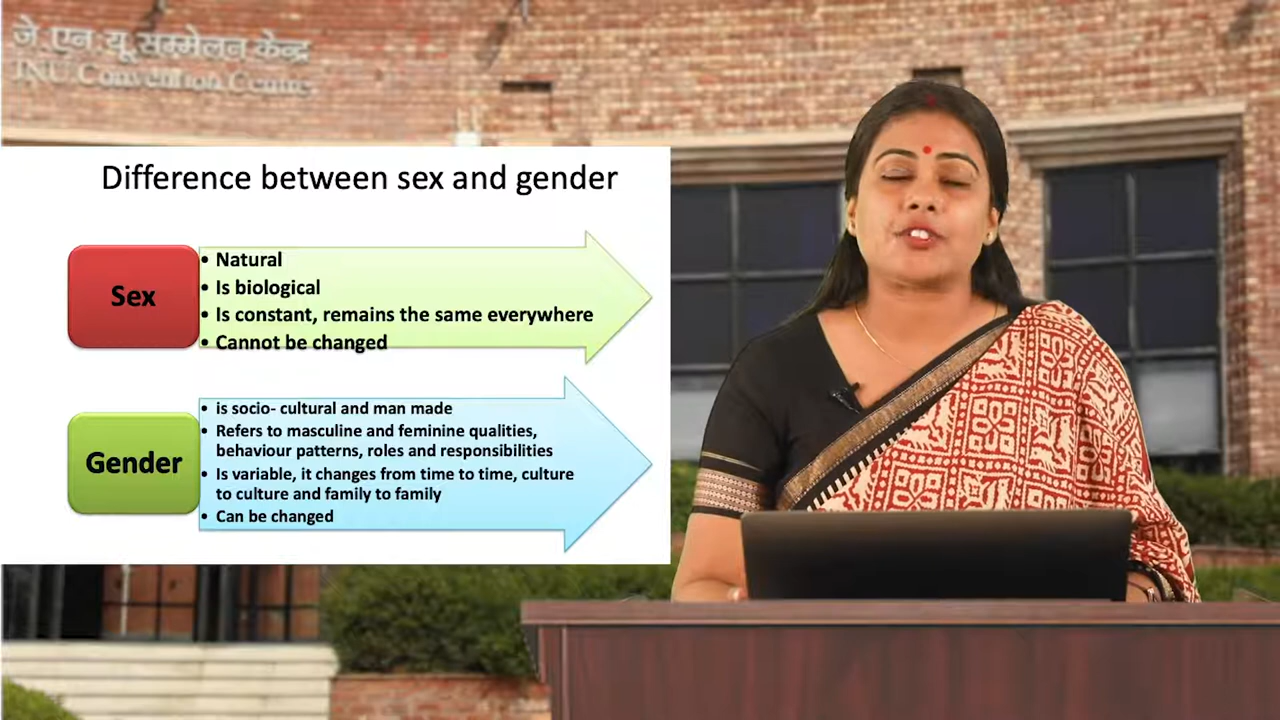 जे.एन.यू.सम्मेलन केन्द्र
JNU Convention Centre
Difference between sex and gender
Sex
• Natural
• Is biological
• Is constant, remains the same everywhere
• Cannot be changed
Gender
• is socio- cultural and man made
• Refers to masculine and feminine qualities,
behaviour patterns, roles and responsibilities
• Is variable, it changes from time to time, culture
to culture and family to family
• Can be changed